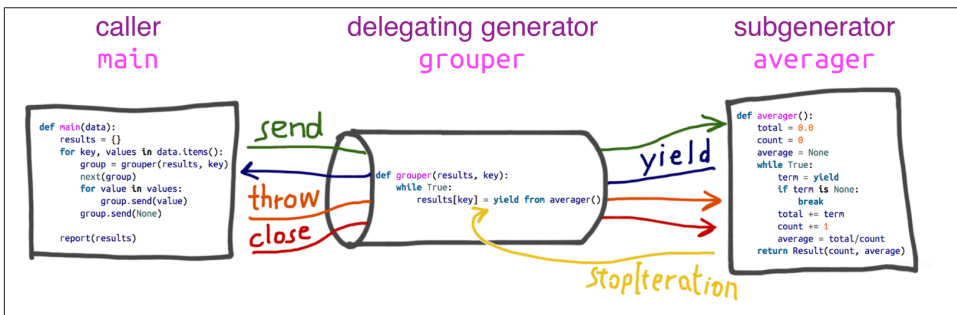 caller
main
delegating generator
grouper
subgenerator
averager
def main(data):
    results = {}
    for key, values in data.items():
        group = grouper(results, key)
        next(group)
        for value in values:
            group.send(value)
        group.send(None)

    report(results)
send
throw
close
def grouper(results, key):
    while True:
        results[key] = yield from averager()
yield
StopIteration
def averager():
    total = 0.0
    count = 0
    average = None
    while True:
        term = yield
        if term is None:
            break
        total += term
        count += 1
        average = total/count
    return Result(count, average)